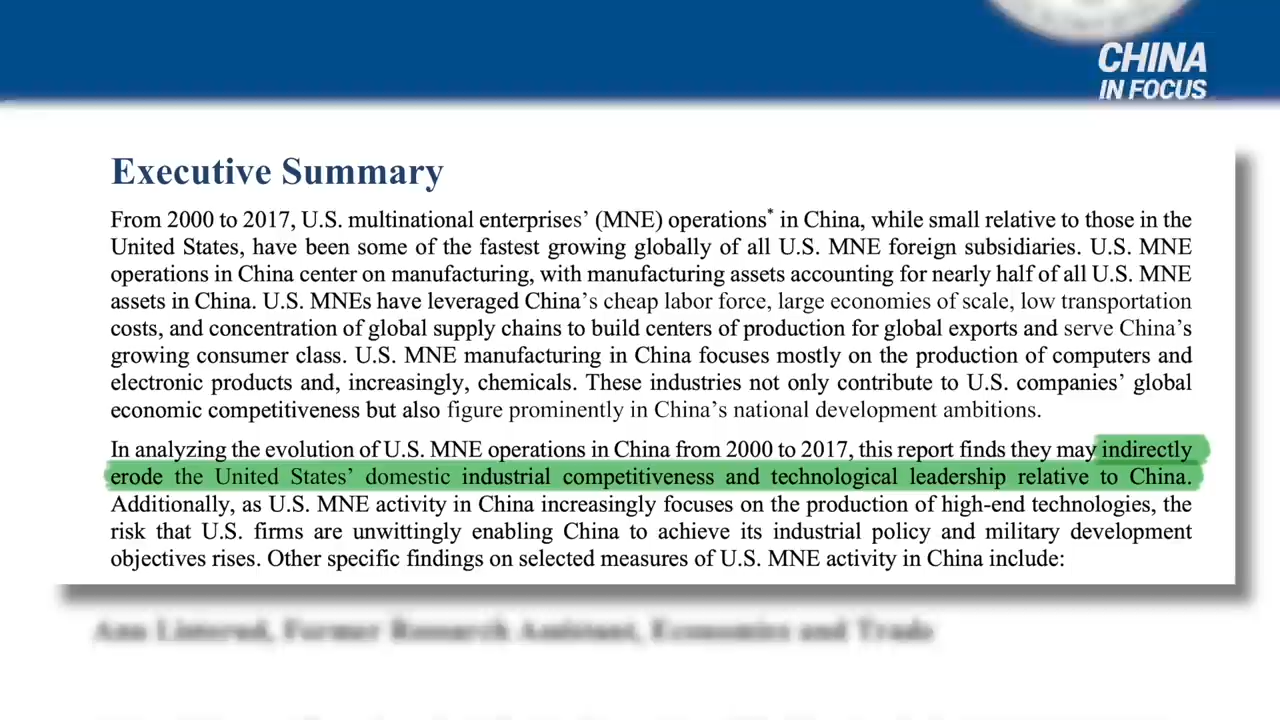 CHINA
IN FOCUS
Executive Summary
From 2000 to 2017, U.S. multinational enterprises’ (MNE) operations* in China, while small relative to those in the
United States, have been some of the fastest growing globally of all U.S. MNE foreign subsidiaries. U.S. MNE
operations in China center on manufacturing, with manufacturing assets accounting for nearly half of all U.S. MNE
assets in China. U.S. MNEs have leveraged China’s cheap labor force, large economies of scale, low transportation
costs, and concentration of global supply chains to build centers of production for global exports and serve China’s
growing consumer class. U.S. MNE manufacturing in China focuses mostly on the production of computers and
electronic products and, increasingly, chemicals. These industries not only contribute to U.S. companies’ global
economic competitiveness but also figure prominently in China’s national development ambitions.
In analyzing the evolution of U.S. MNE operations in China from 2000 to 2017, this report finds they may indirectly
erode the United States’ domestic industrial competitiveness and technological leadership relative to China.
Additionally, as U.S. MNE activity in China increasingly focuses on the production of high-end technologies, the
risk that U.S. firms are unwittingly enabling China to achieve its industrial policy and military development
objectives rises. Other specific findings on selected measures of U.S. MNE activity in China include:
Former Research Assistant, Economics and Trade